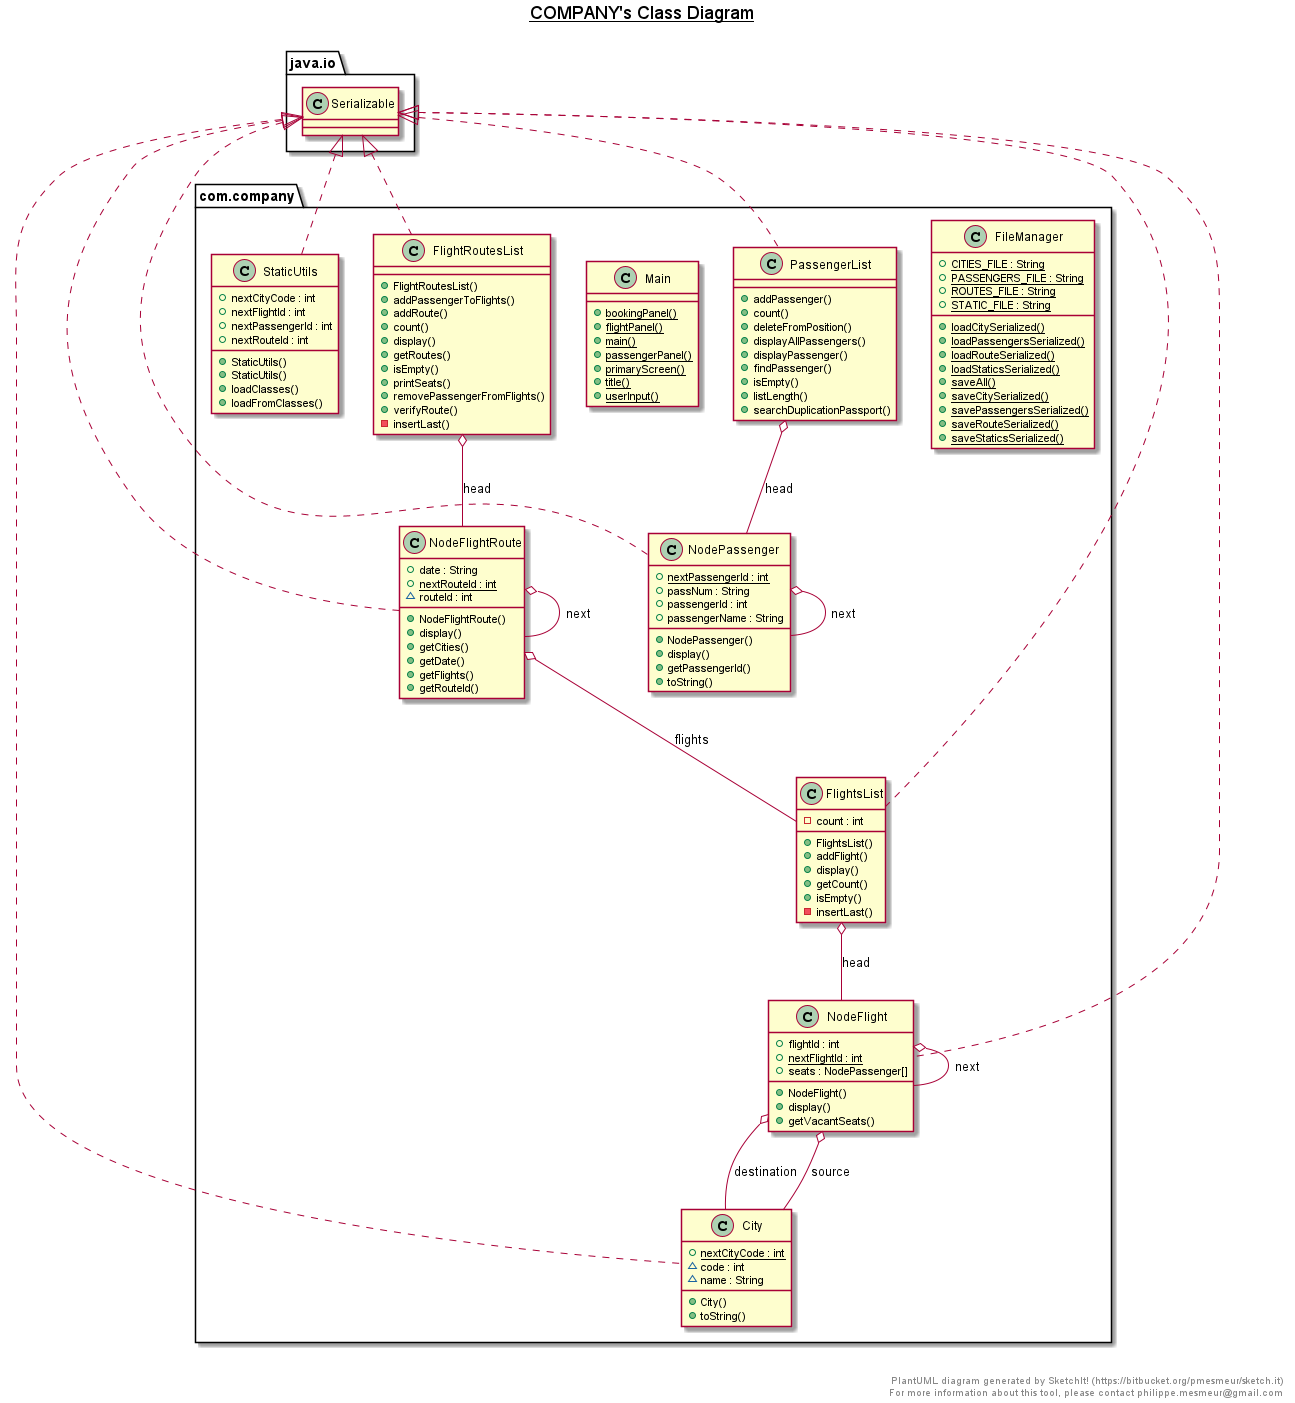 COMPANY's Class Diagram
java.io
C Serializable
com.company
C StaticUtils
nextCityCode : int
nextFlightId : int
nextPassengerId : int
nextRouteId : int
StaticUtils()
StaticUtils()
loadClasses()
loadFromClasses()
C FlightRoutesList
FlightRoutesList()
addPassengerToFlights()
addRoute()
count()
display()
getRoutes()
isEmpty()
printSeats()
removePassengerFromFlights()
verifyRoute()
insertLast()
C Main
bookingPanel()
flightPanel()
main()
passengerPanel()
primaryScreen()
title()
userInput()
C PassengerList
addPassenger()
count()
deleteFromPosition()
displayAllPassengers()
displayPassenger()
findPassenger()
isEmpty()
listLength()
searchDuplicationPassport()
C FileManager
CITIES_FILE : String
PASSENGERS_FILE : String
ROUTES_FILE : String
STATIC_FILE : String
loadCitySerialized()
loadPassengersSerialized()
loadRouteSerialized()
loadStaticsSerialized()
saveAll()
saveCitySerialized()
savePassengersSerialized()
saveRouteSerialized()
saveStaticsSerialized()
head
head
C NodeFlightRoute
date : String
nextRouteId : int
routeId : int
NodeFlightRoute()
display()
getCities()
getDate()
getFlights()
getRouteId()
next
C NodePassenger
nextPassengerId : int
passNum : String
passengerId : int
passengerName : String
NodePassenger()
display()
getPassengerId()
toString()
next
flights
C FlightsList
count : int
FlightsList()
addFlight()
display()
getCount()
isEmpty()
insertLast()
head
C NodeFlight
flightId : int
nextFlightId : int
seats : NodePassenger[]
NodeFlight()
display()
getVacantSeats()
next
destination
source
C City
nextCityCode : int
code : int
name : String
City()
toString()
PlantUML diagram generated by SketchIt! (https://bitbucket.org/pmesmeur/sketch.it)
For more information about this tool, please contact philippe.mesmeur@gmail.com